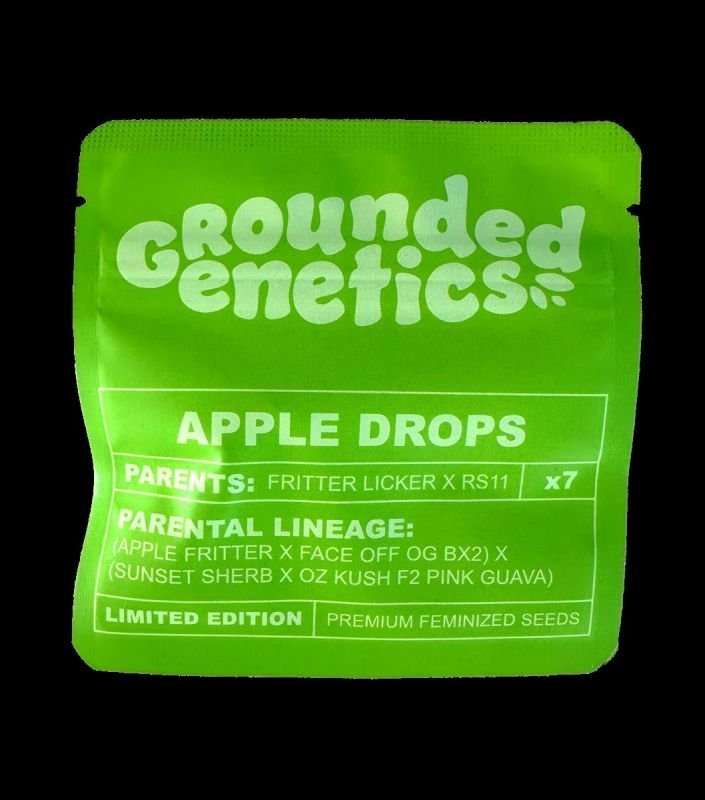 GROUNDED
GENETICS
APPLE DROPS
PARENTS: FRITTER LICKER X RS11 x7
PARENTAL LINEAGE:
(APPLE FRITTER X FACE OFF OG BX2) X
(SUNSET SHERB X OZ KUSH F2 PINK GUAVA)
LIMITED EDITION PREMIUM FEMINIZED SEEDS